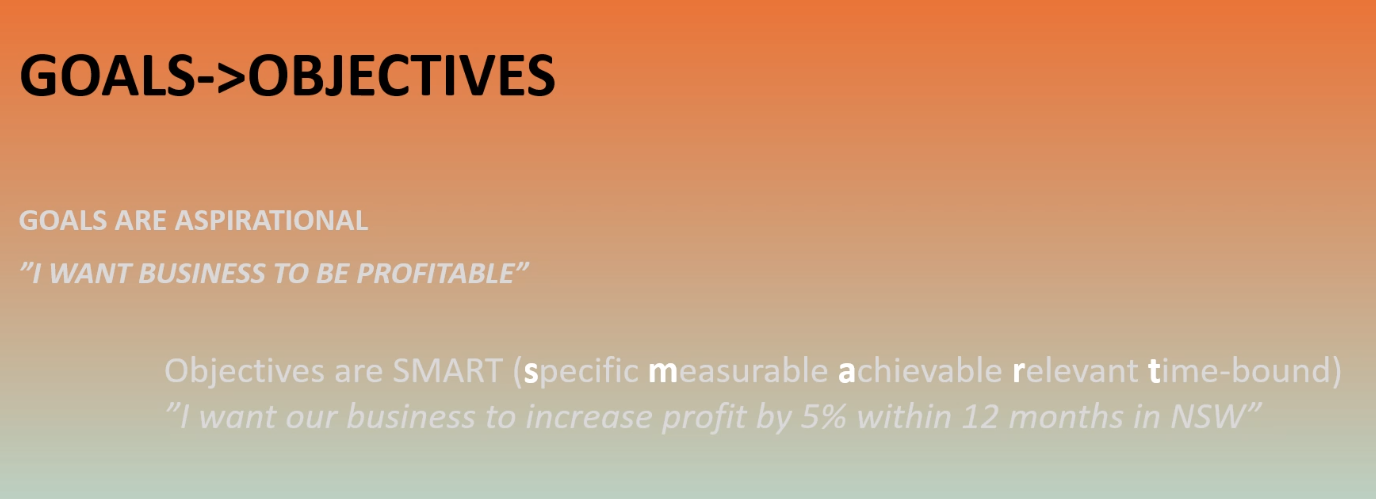 GOALS->OBJECTIVES
GOALS ARE ASPIRATIONAL
”I WANT BUSINESS TO BE PROFITABLE”
Objectives are SMART (specific measurable achievable relevant time-bound)
”I want our business to increase profit by 5% within 12 months in NSW”